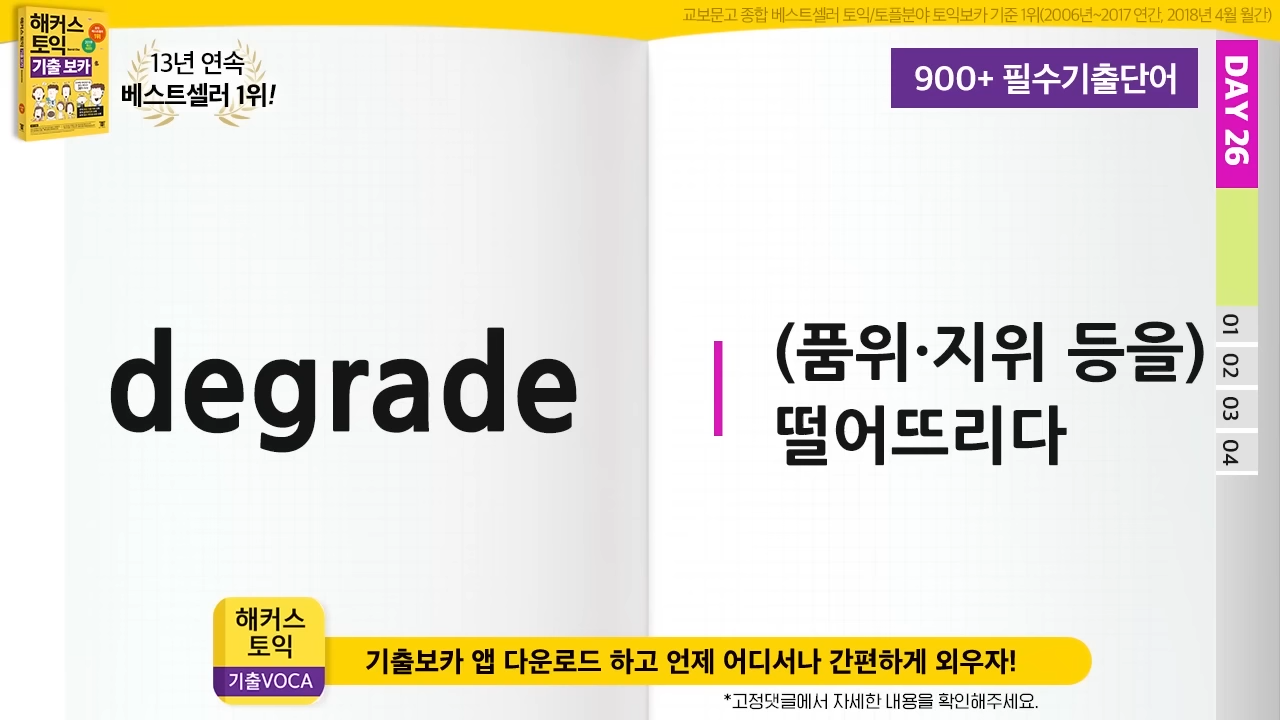 교보문고 종합 베스트셀러 토익/토플분야 토익보카 기준 1위(2006년~2017 연간, 2018년 4월 월간)
해커스
토익
기출 보카
13년 연속
베스트셀러 1위!
900+ 필수기출단어
DAY 26
degrade
(품위·지위 등을)
떨어뜨리다
01
02
03
04
해커스
토익
기출VOCA
기출보카 앱 다운로드 하고 언제 어디서나 간편하게 외우자!
*고정댓글에서 자세한 내용을 확인해주세요.